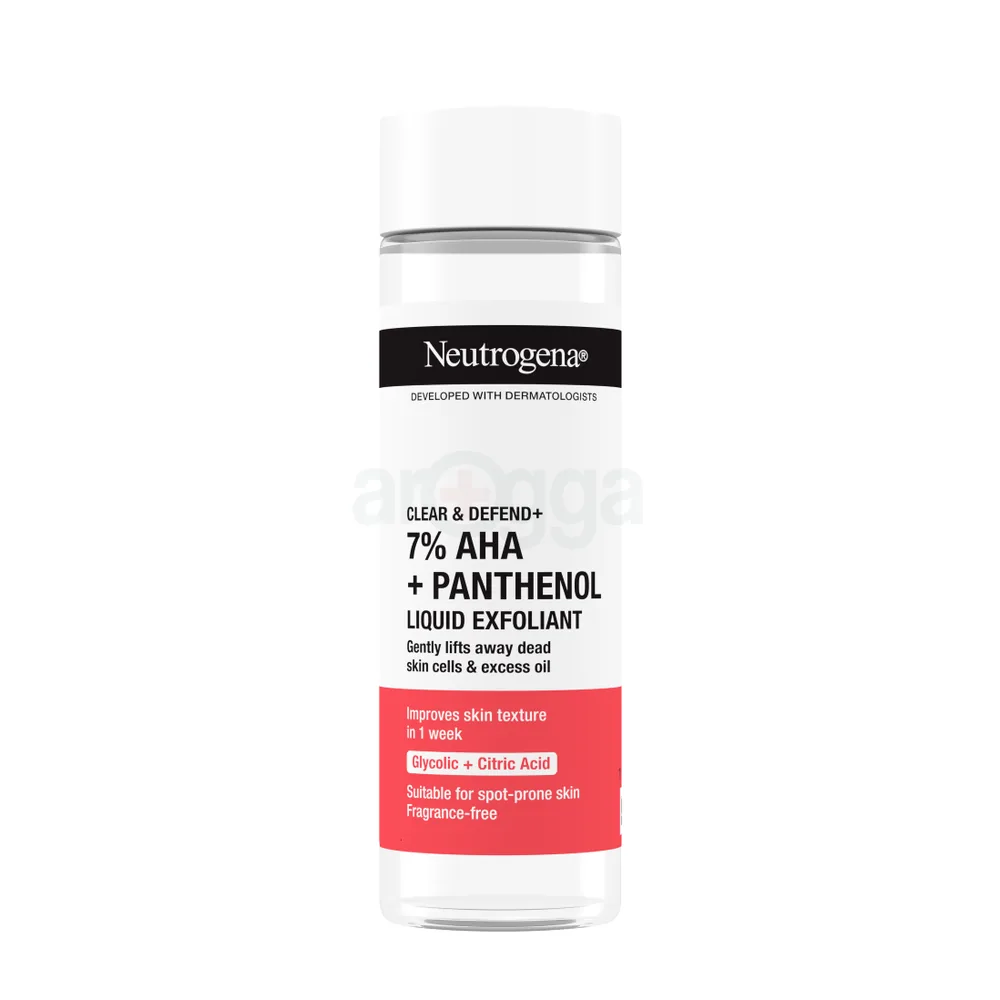 Neutrogena®
DEVELOPED WITH DERMATOLOGISTS
arogga
CLEAR & DEFEND+
7% AHA
+ PANTHENOL
LIQUID EXFOLIANT
Gently lifts away dead
skin cells & excess oil
Improves skin texture
in 1 week
Glycolic + Citric Acid
Suitable for spot-prone skin
Fragrance-free